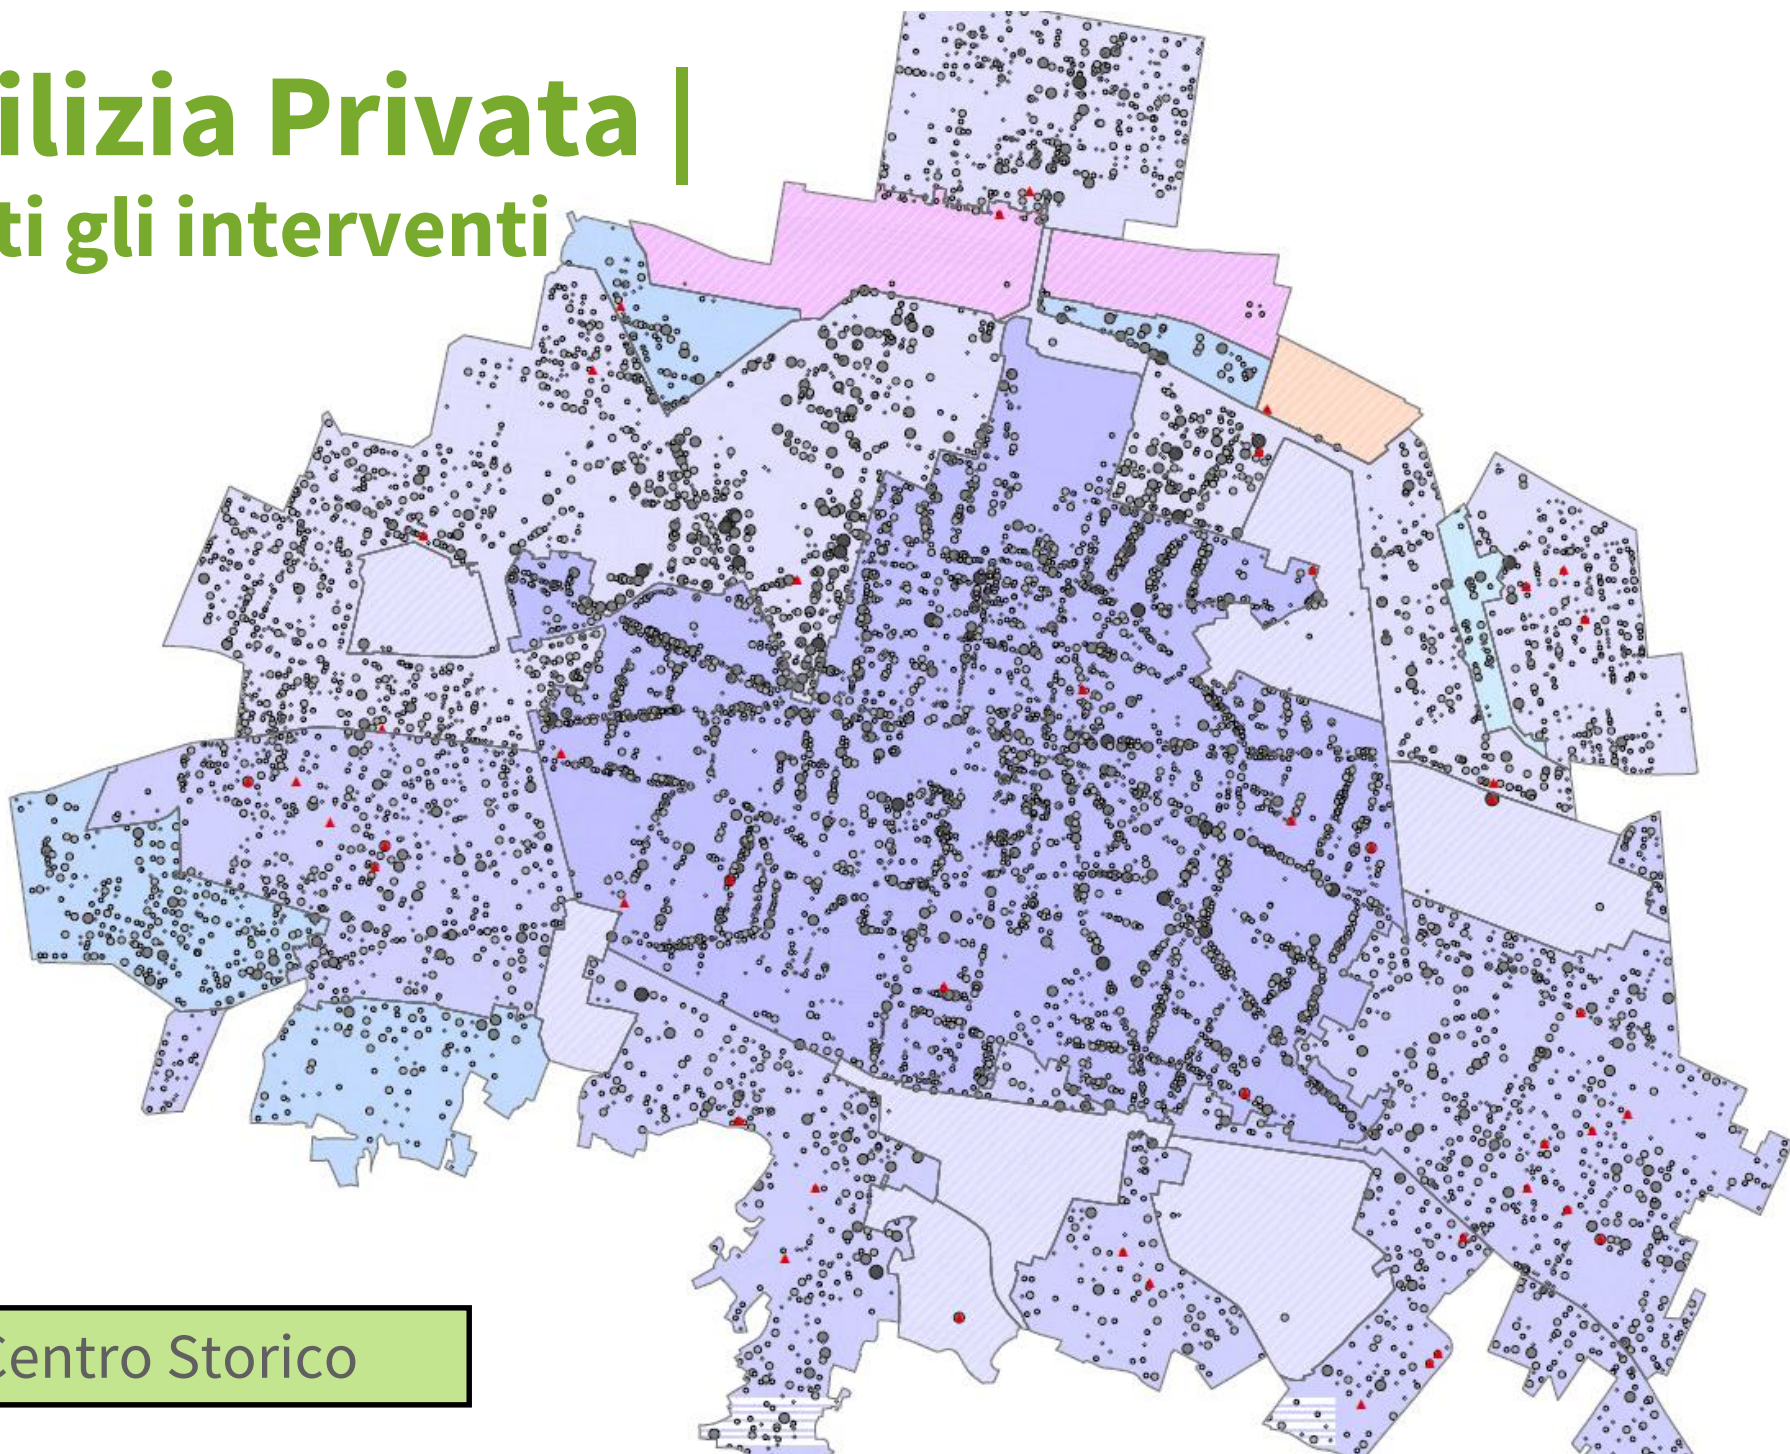 ilizia Privata |
ti gli interventi
Centro Storico